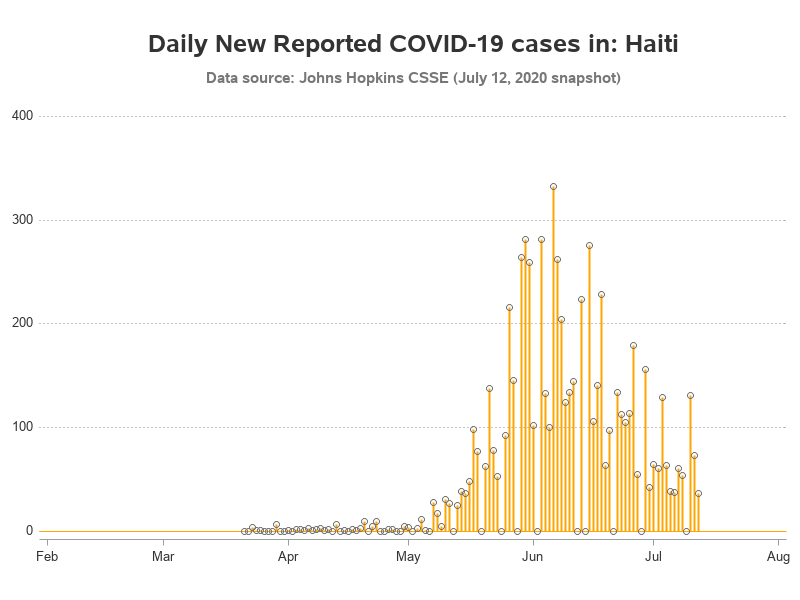 Daily New Reported COVID-19 cases in: Haiti
Data source: Johns Hopkins CSSE (July 12, 2020 snapshot)
400
300
200
100
0
Feb Mar Apr May Jun Jul Aug